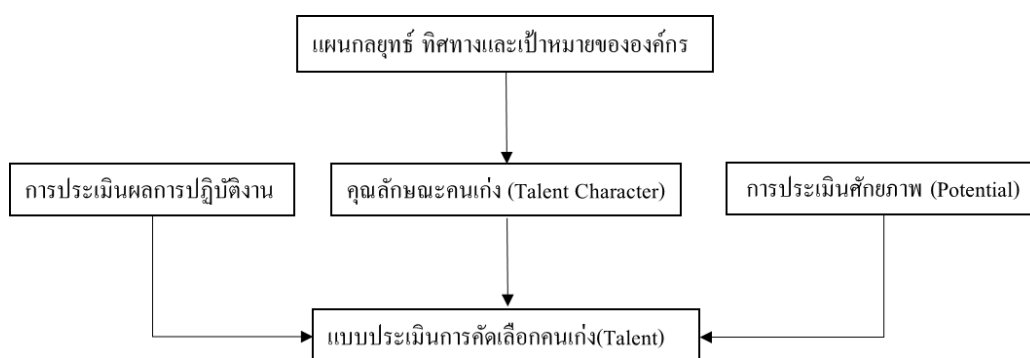 แผนกลยุทธ์ ทิศทางและเป้าหมายขององค์กร
การประเมินผลการปฏิบัติงาน
คุณลักษณะคนเก่ง (Talent Character)
การประเมินศักยภาพ (Potential)
แบบประเมินการคัดเลือกคนเก่ง(Talent)